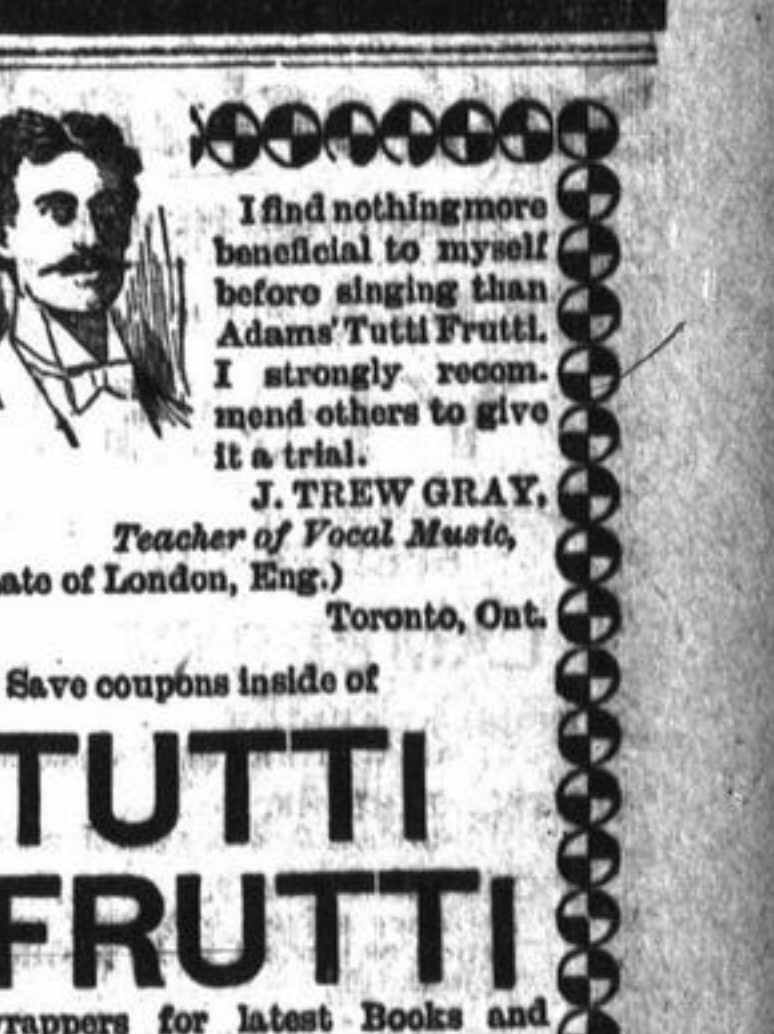 I find nothing more
beneficial to myself
before singing than
Adams' Tutti Frutti.
I strongly recom-
mend others to give
it a trial.
J. TREW GRAY,
Teacher of Vocal Music,
of London, Eng.)
Toronto, Ont.
Save coupons inside of
TUTTI
FRUTTI
for latest Books and